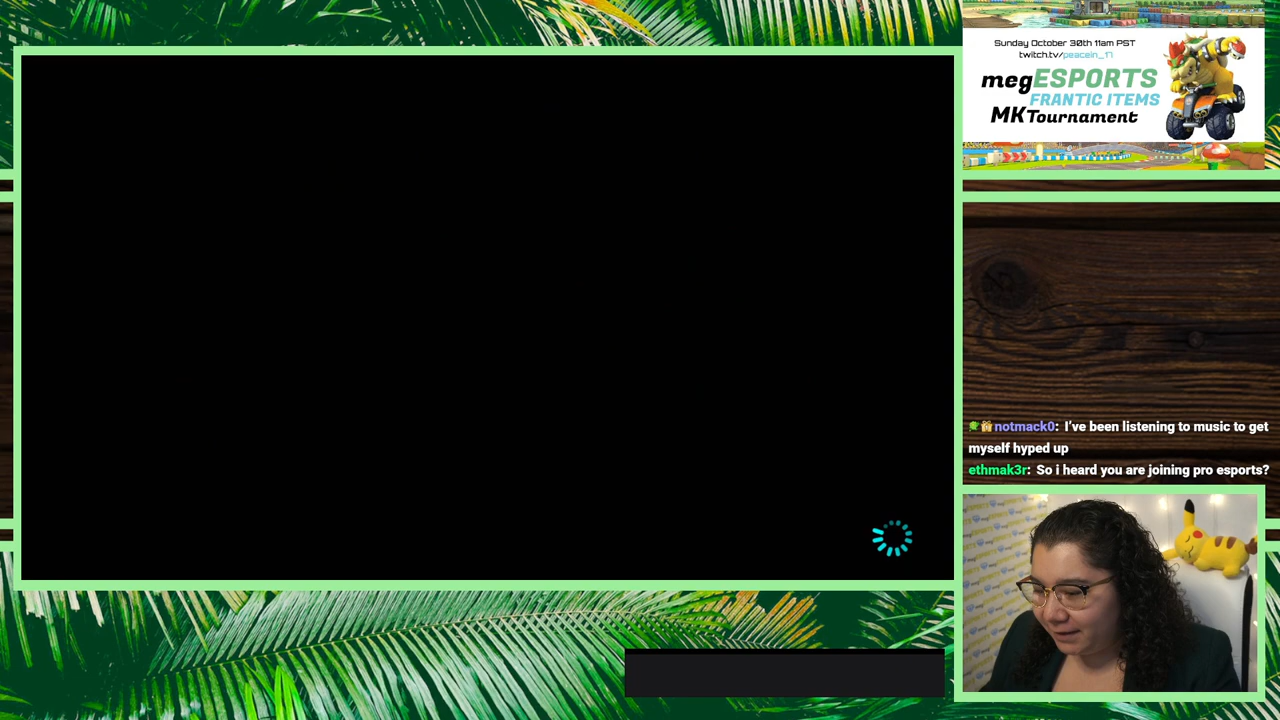 Sunday October 30th 11am PST
twitch.tv/peacein_17
megESPORTS
FRANTIC ITEMS
MKTournament
notmack0: I've been listening to music to get
myself hyped up
ethmak3r: So i heard you are joining pro esports?